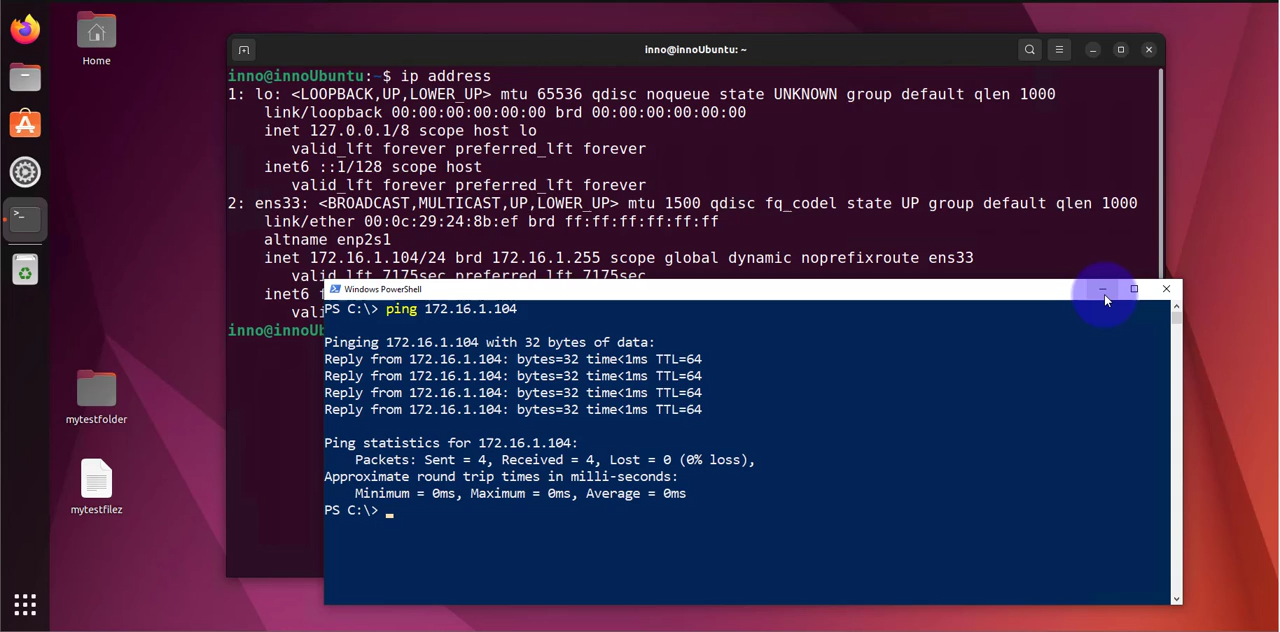 Home
mytestfolder
mytestfilez
inno@innoUbuntu: ~
inno@innoUbuntu:~$ ip address
1: lo: <LOOPBACK,UP,LOWER_UP> mtu 65536 qdisc noqueue state UNKNOWN group default qlen 1000
    link/loopback 00:00:00:00:00:00 brd 00:00:00:00:00:00
    inet 127.0.0.1/8 scope host lo
       valid_lft forever preferred_lft forever
    inet6 ::1/128 scope host
       valid_lft forever preferred_lft forever
2: ens33: <BROADCAST,MULTICAST,UP,LOWER_UP> mtu 1500 qdisc fq_codel state UP group default qlen 1000
    link/ether 00:0c:29:24:8b:ef brd ff:ff:ff:ff:ff:ff
    altname enp2s1
    inet 172.16.1.104/24 brd 172.16.1.255 scope global dynamic noprefixroute ens33
       valid_lft 7175sec preferred_lft 7175sec
    inet6
inno@innoU
Windows PowerShell
PS C:\> ping 172.16.1.104
Pinging 172.16.1.104 with 32 bytes of data:
Reply from 172.16.1.104: bytes=32 time<1ms TTL=64
Reply from 172.16.1.104: bytes=32 time<1ms TTL=64
Reply from 172.16.1.104: bytes=32 time<1ms TTL=64
Reply from 172.16.1.104: bytes=32 time<1ms TTL=64
Ping statistics for 172.16.1.104:
    Packets: Sent = 4, Received = 4, Lost = 0 (0% loss),
Approximate round trip times in milli-seconds:
    Minimum = 0ms, Maximum = 0ms, Average = 0ms
PS C:\>